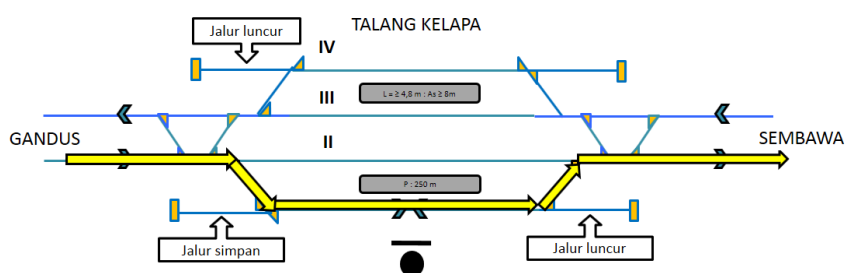 TALANG KELAPA
Jalur luncur
IV
L = ≥ 4,8 m : As ≥ 8m
III
GANDUS
II
SEMBAWA
P : 250 m
Jalur simpan
Jalur luncur